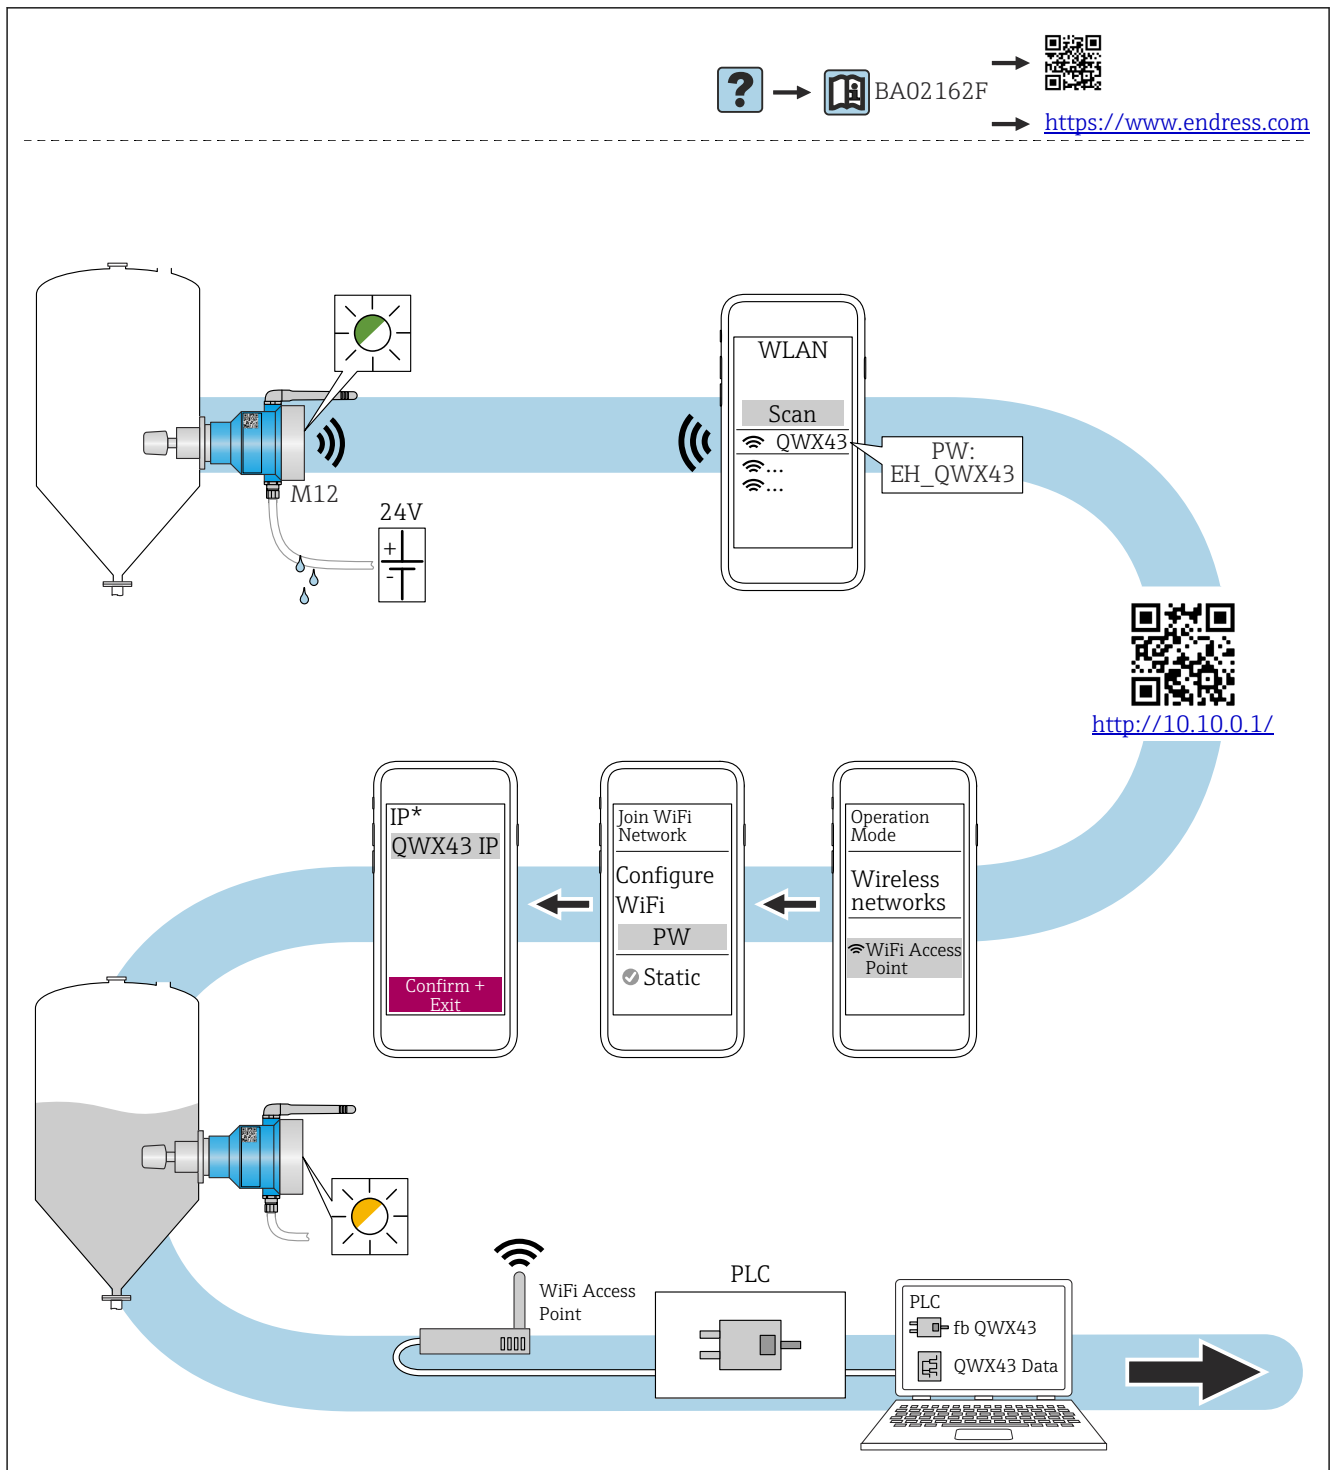 ?
BA02162F
https://www.endress.com
WLAN
Scan
QWX43
...
...
PW:
EH_QWX43
M12
24V
+
-
http://10.10.0.1/
IP*
QWX43 IP
Confirm +
Exit
Join WiFi
Network
Configure
WiFi
PW
Static
Operation
Mode
Wireless
networks
WiFi Access
Point
WiFi Access
Point
PLC
PLC
fb QWX43
QWX43 Data